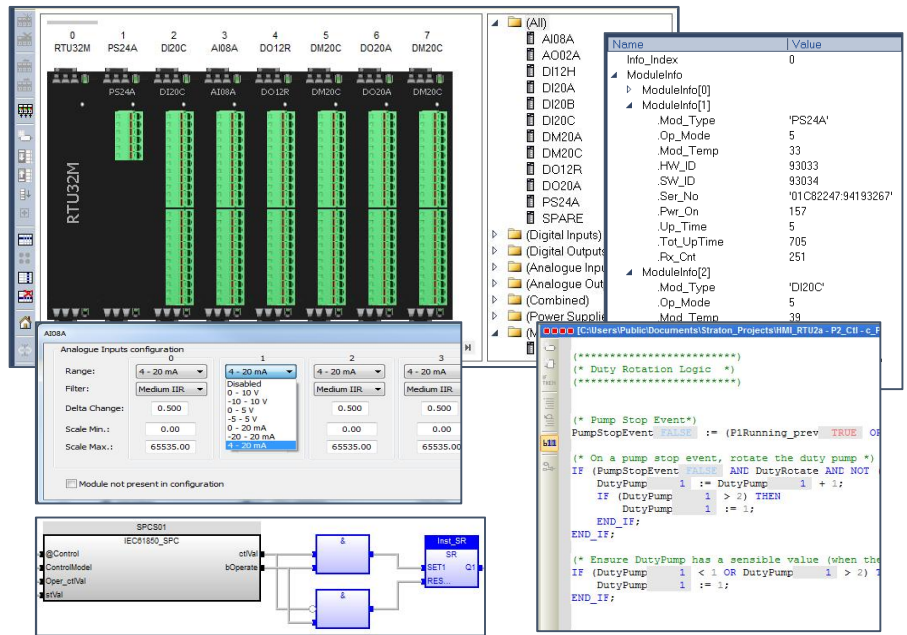 0 1 2 3 4 5 6 7
RTU32M PS24A DI20C AI08A DO12R DM20C DO20A DM20C
PS24A DI20C AI08A DO12R DM20C DO20A DM20C
RTU32M
(All)
AI08A
AO02A
DI12H
DI20A
DI20B
DI20C
DM20A
DM20C
DO12R
DO20A
PS24A
SPARE
(Digital Inputs)
(Digital Outputs
(Analogue Inpu
(Analogue Out
(Combined)
(Power Supplie
(M
Name Value
Info_Index 0
ModuleInfo
ModuleInfo[0]
ModuleInfo[1]
.Mod_Type 'PS24A'
.Op_Mode 5
.Mod_Temp 33
.HW_ID 93033
.SW_ID 93034
.Ser_No '01C82247:94193267'
.Pwr_On 157
.Up_Time 5
.Tot_UpTime 705
.Rx_Cnt 251
ModuleInfo[2]
.Mod_Type 'DI20C'
.Op_Mode 5
.Mod_Temp 39
AI08A
Analogue Inputs configuration
0 1 2 3
Range: 4 - 20 mA 4 - 20 mA 4 - 20 mA 4 - 20 mA
Filter: Medium IIR Medium IIR Medium IIR
Delta Change: 0.500 0.500 0.500
Scale Min.: 0.00 0.00 0.00
Scale Max.: 65535.00 65535.00 65535.00
Disabled
0 - 10 V
-10 - 10 V
0 - 5 V
-5 - 5 V
0 - 20 mA
-20 - 20 mA
4 - 20 mA
Module not present in configuration
[C:\Users\Public\Documents\Straton_Projects\HMI_RTU2a - P2_Ctl - c_P
(*************************)
(* Duty Rotation Logic *)
(*************************)
(* Pump Stop Event*)
PumpStopEvent FALSE := (P1Running_prev TRUE OR
(* On a pump stop event, rotate the duty pump *)
IF (PumpStopEvent FALSE AND DutyRotate AND NOT (
DutyPump 1 := DutyPump 1 + 1;
IF (DutyPump 1 > 2) THEN
DutyPump 1 := 1;
END_IF;
END_IF;
(* Ensure DutyPump has a sensible value (when the
IF (DutyPump 1 < 1 OR DutyPump 1 > 2) T
DutyPump 1 := 1;
END_IF;
SPCS01
IEC61850_SPC
@Control ctlVal
ControlModel bOperate
Oper_ctlVal
stVal
&
&
Inst_SR
SR
SET1 Q1
RES...